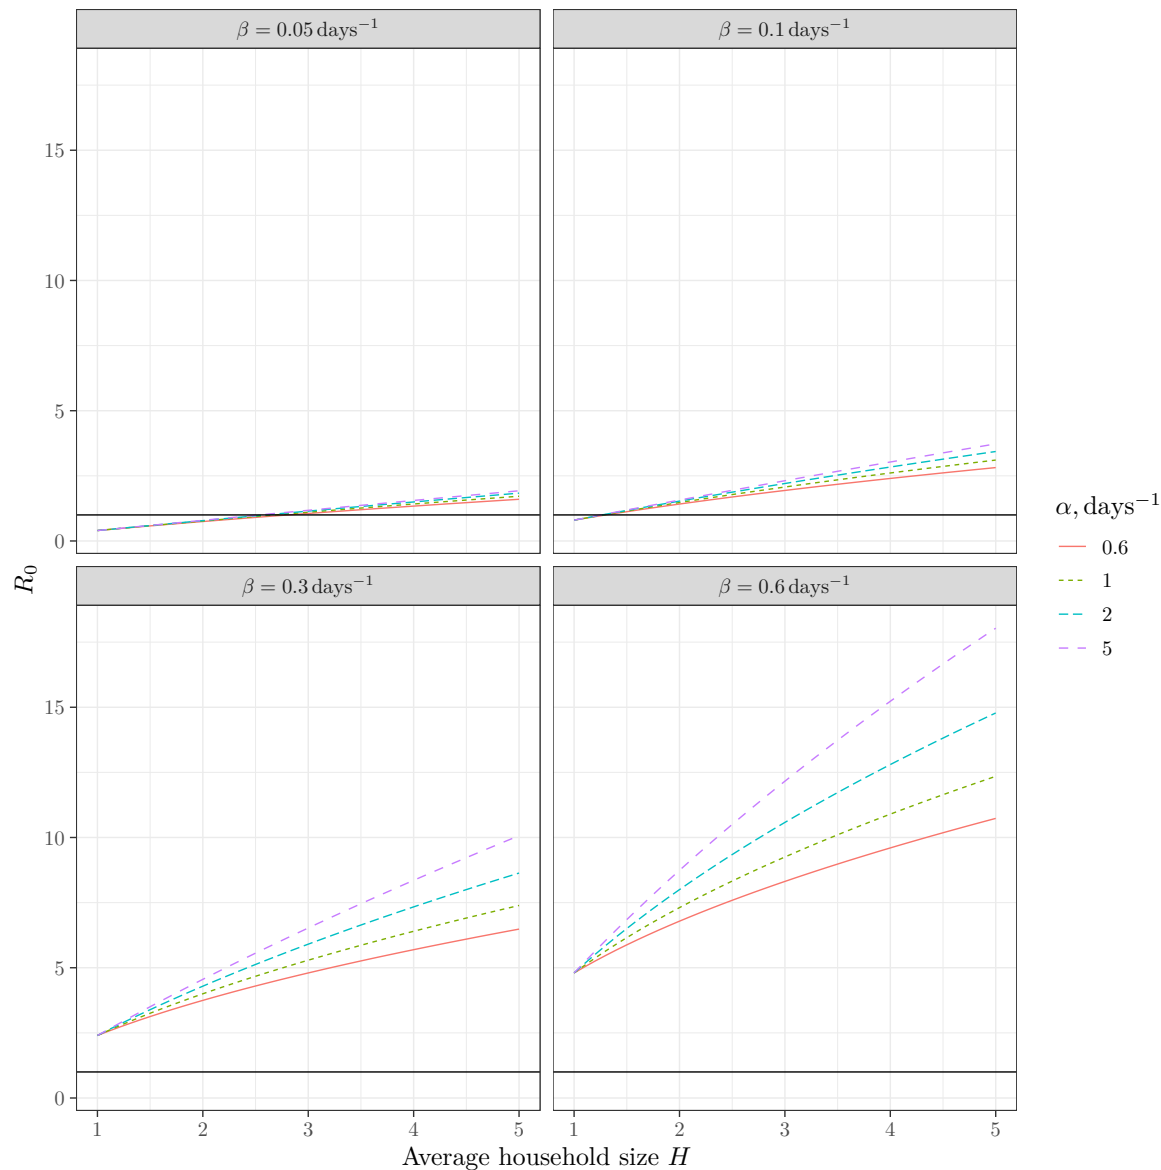 β = 0.05 days⁻¹
β = 0.1 days⁻¹
15
10
5
0
R₀
β = 0.3 days⁻¹
β = 0.6 days⁻¹
15
10
5
0
1 2 3 4 5
1 2 3 4 5
Average household size H
α, days⁻¹
0.6
1
2
5